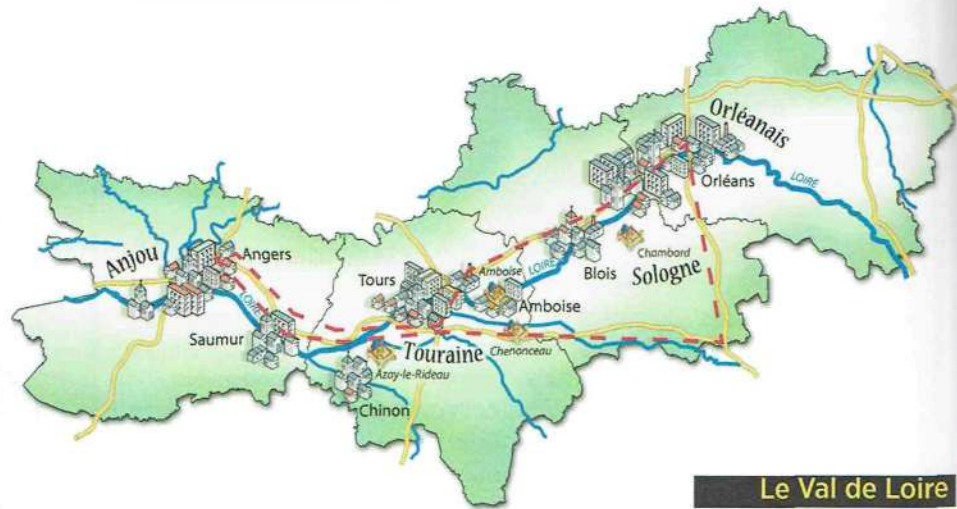 Orléanais
LOIRE
Orléans
Anjou
Angers
Chambord
Amboise
LOIRE
Blois
Sologne
Tours
Amboise
LOIRE
Saumur
Chenonceau
Touraine
Azay-le-Rideau
Chinon
Le Val de Loire